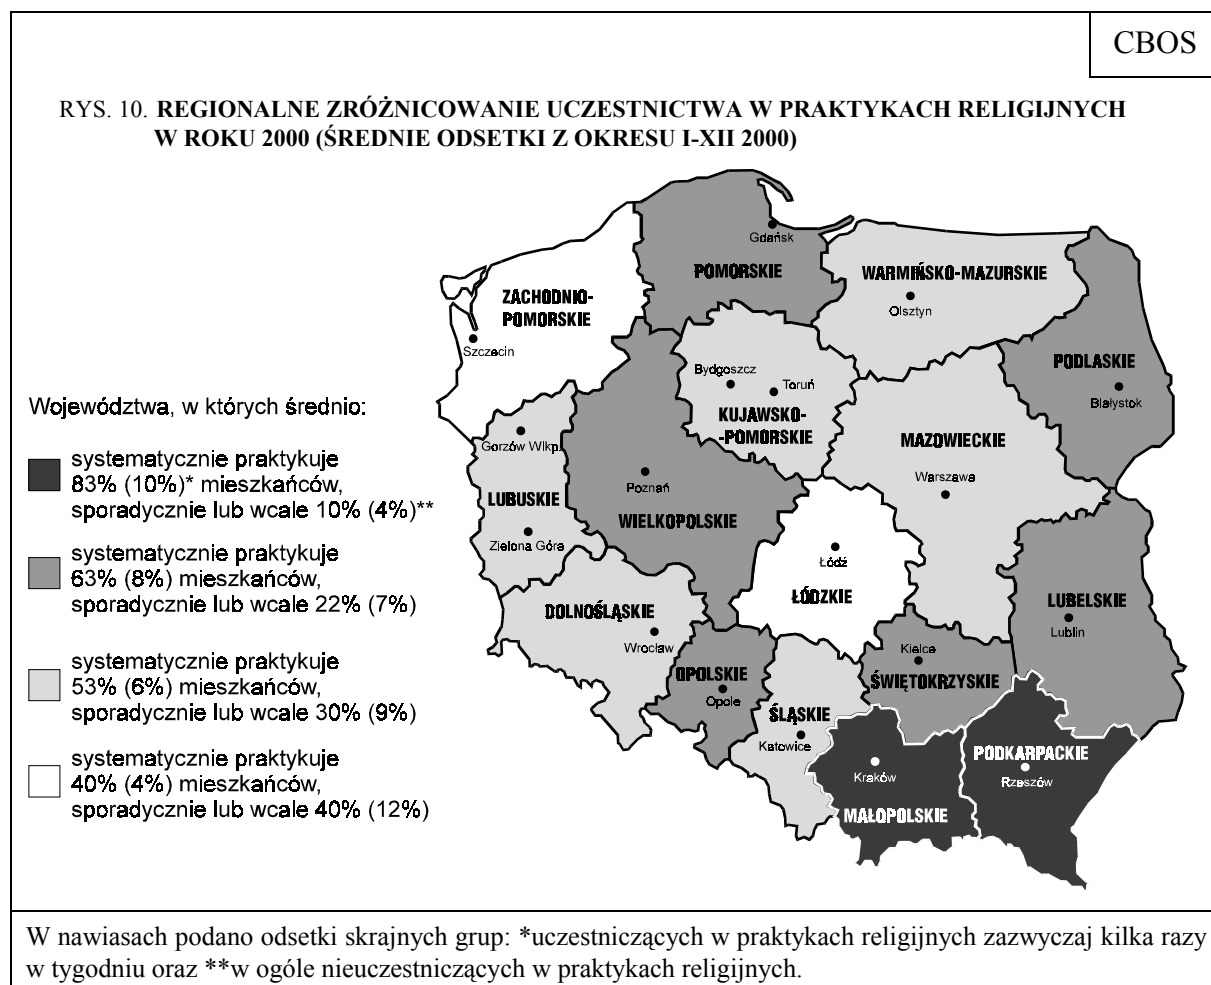 CBOS
RYS. 10. REGIONALNE ZRÓŻNICOWANIE UCZESTNICTWA W PRAKTYKACH RELIGIJNYCH
W ROKU 2000 (ŚREDNIE ODSETKI Z OKRESU I-XII 2000)
Gdańsk
POMORSKIE
WARMIŃSKO-MAZURSKIE
Olsztyn
ZACHODNIO-
POMORSKIE
Szczecin
PODLASKIE
Białystok
Bydgoszcz
Toruń
KUJAWSKO-
-POMORSKIE
MAZOWIECKIE
Warszawa
Gorzów Wlkp.
LUBUSKIE
Zielona Góra
Poznań
WIELKOPOLSKIE
Łódź
ŁÓDZKIE
LUBELSKIE
Lublin
DOLNOŚLĄSKIE
Wrocław
OPOLSKIE
Opole
Kielce
ŚWIĘTOKRZYSKIE
ŚLĄSKIE
Katowice
Kraków
MAŁOPOLSKIE
PODKARPACKIE
Rzeszów
Województwa, w których średnio:
systematycznie praktykuje
83% (10%)* mieszkańców,
sporadycznie lub wcale 10% (4%)**
systematycznie praktykuje
63% (8%) mieszkańców,
sporadycznie lub wcale 22% (7%)
systematycznie praktykuje
53% (6%) mieszkańców,
sporadycznie lub wcale 30% (9%)
systematycznie praktykuje
40% (4%) mieszkańców,
sporadycznie lub wcale 40% (12%)
W nawiasach podano odsetki skrajnych grup: *uczestniczących w praktykach religijnych zazwyczaj kilka razy
w tygodniu oraz **w ogóle nieuczestniczących w praktykach religijnych.